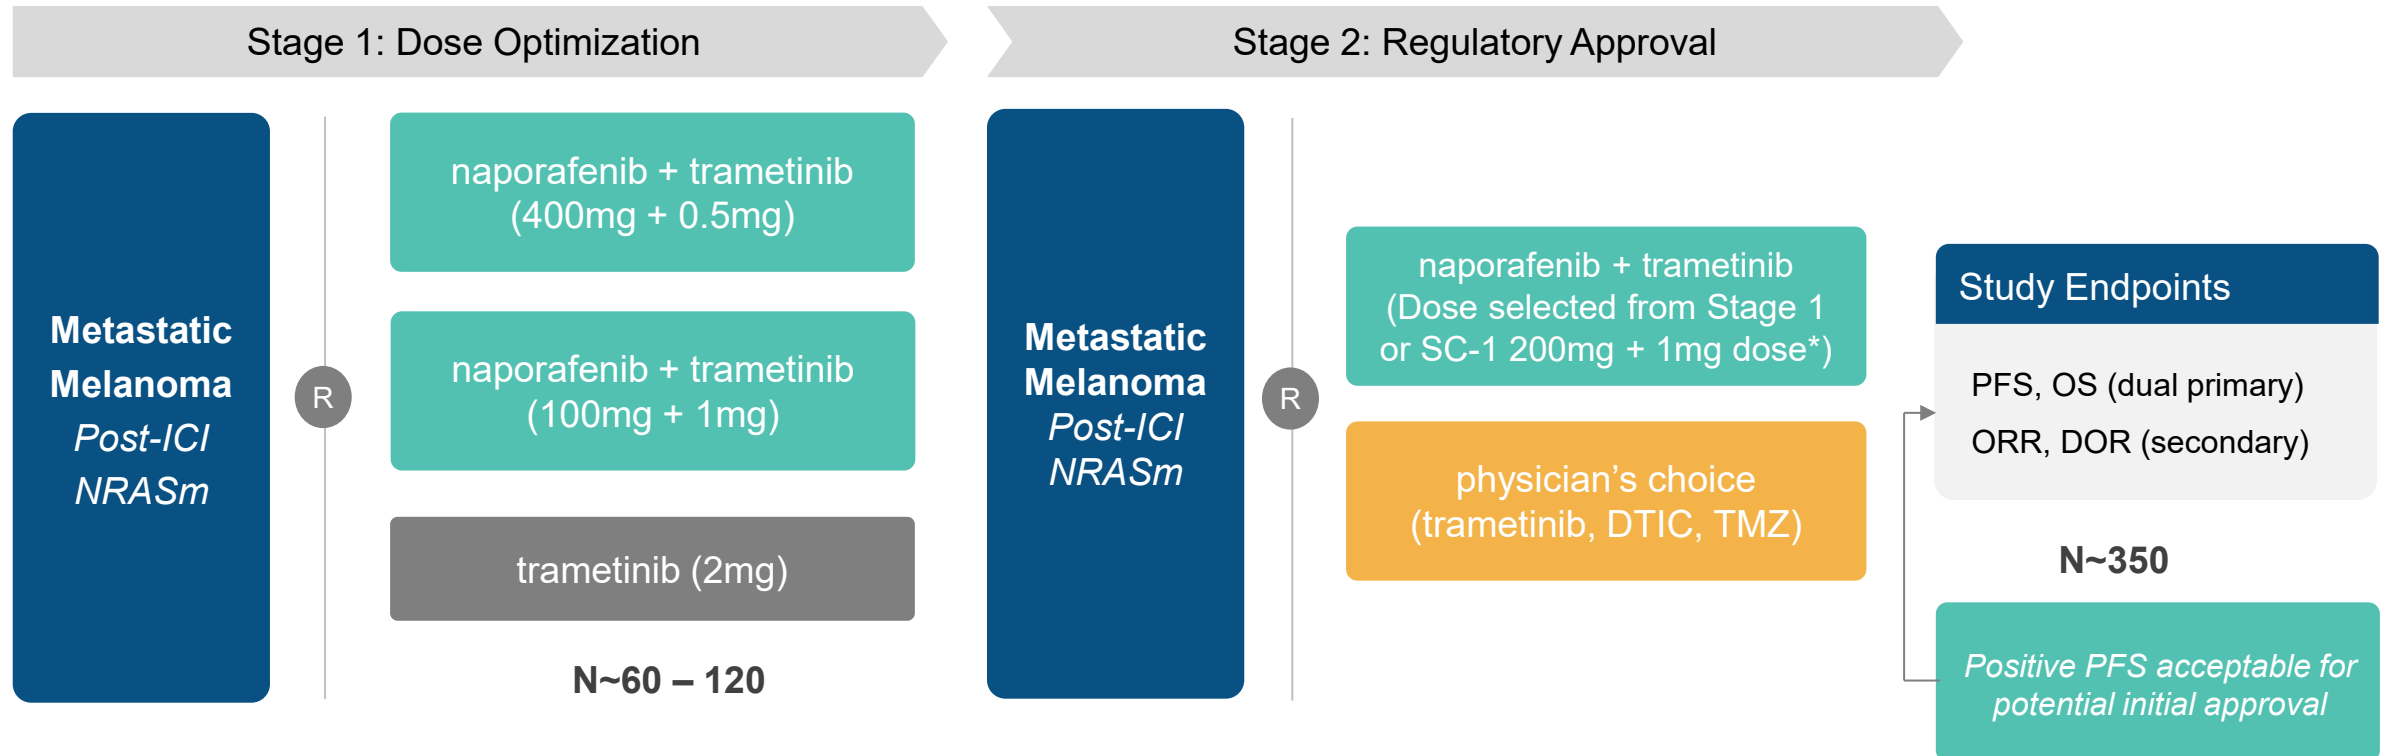 Stage 1: Dose Optimization
Metastatic
Melanoma
Post-ICI
NRASm
R
naporafenib + trametinib
(400mg + 0.5mg)
naporafenib + trametinib
(100mg + 1mg)
trametinib (2mg)
N~60 – 120
Stage 2: Regulatory Approval
Metastatic
Melanoma
Post-ICI
NRASm
R
naporafenib + trametinib
(Dose selected from Stage 1
or SC-1 200mg + 1mg dose*)
physician’s choice
(trametinib, DTIC, TMZ)
Study Endpoints
PFS, OS (dual primary)
ORR, DOR (secondary)
N~350
Positive PFS acceptable for
potential initial approval